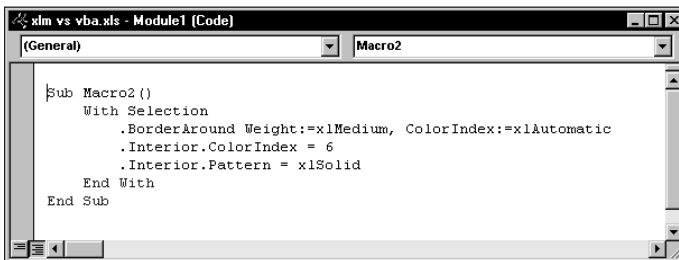 xlm vs vba.xls - Module1 (Code)
(General) Macro2
Sub Macro2()
    With Selection
        .BorderAround Weight:=xlMedium, ColorIndex:=xlAutomatic
        .Interior.ColorIndex = 6
        .Interior.Pattern = xlSolid
    End With
End Sub